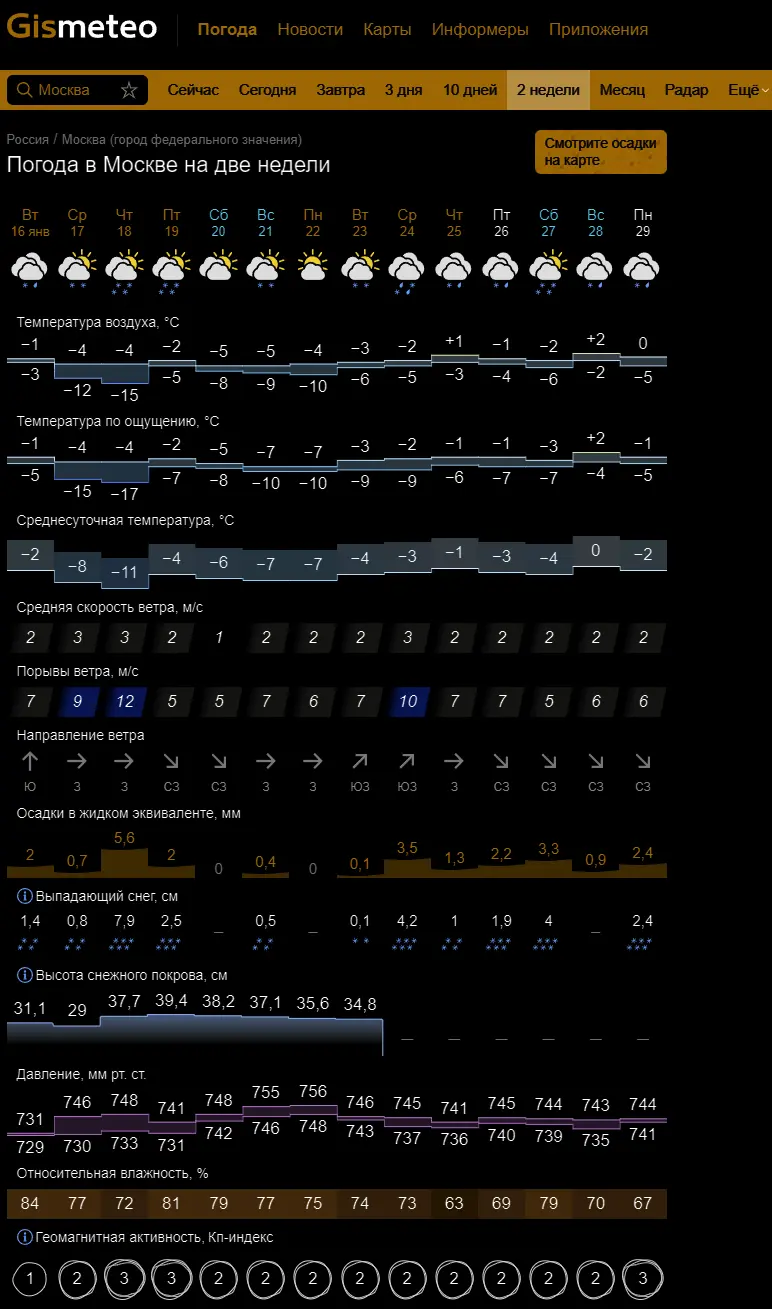 Gismeteo
Погода Новости Карты Информеры Приложения
Москва Сейчас Сегодня Завтра 3 дня 10 дней 2 недели Месяц Радар Ещё
Россия / Москва (город федерального значения)
Погода в Москве на две недели
Смотрите осадки
на карте
Вт Ср Чт Пт Сб Вс Пн Вт Ср Чт Пт Сб Вс Пн
16 янв 17 18 19 20 21 22 23 24 25 26 27 28 29
Температура воздуха, °C
−1 −4 −4 −2 −5 −5 −4 −3 −2 +1 −1 −2 +2 0
−3 −12 −15 −5 −8 −9 −10 −6 −5 −3 −4 −6 −2 −5
Температура по ощущению, °C
−1 −4 −4 −2 −5 −7 −7 −3 −2 −1 −1 −3 +2 −1
−5 −15 −17 −7 −8 −10 −10 −9 −9 −6 −7 −7 −4 −5
Среднесуточная температура, °C
−2 −8 −11 −4 −6 −7 −7 −4 −3 −1 −3 −4 0 −2
Средняя скорость ветра, м/с
2 3 3 2 1 2 2 2 3 2 2 2 2 2
Порывы ветра, м/с
7 9 12 5 5 7 6 7 10 7 7 5 6 6
Направление ветра
Ю З З СЗ СЗ З З ЮЗ ЮЗ З СЗ СЗ СЗ СЗ
Осадки в жидком эквиваленте, мм
2 0,7 5,6 2 0 0,4 0 0,1 3,5 1,3 2,2 3,3 0,9 2,4
Выпадающий снег, см
1,4 0,8 7,9 2,5 — 0,5 — 0,1 4,2 1 1,9 4 — 2,4
Высота снежного покрова, см
31,1 29 37,7 39,4 38,2 37,1 35,6 34,8 — — — — — —
Давление, мм рт. ст.
731 746 748 741 748 755 756 746 745 741 745 744 743 744
729 730 733 731 742 746 748 743 737 736 740 739 735 741
Относительная влажность, %
84 77 72 81 79 77 75 74 73 63 69 79 70 67
Геомагнитная активность, Кп-индекс
1 2 3 3 2 2 2 2 2 2 2 2 2 3